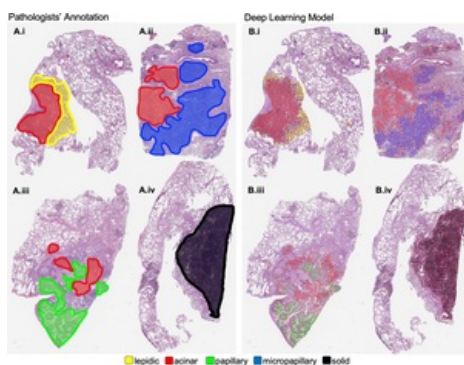 Pathologists' Annotation
Deep Learning Model
A.i
A.ii
B.i
B.ii
A.iii
A.iv
B.iii
B.iv
lepidic acinar papillary micropapillary solid